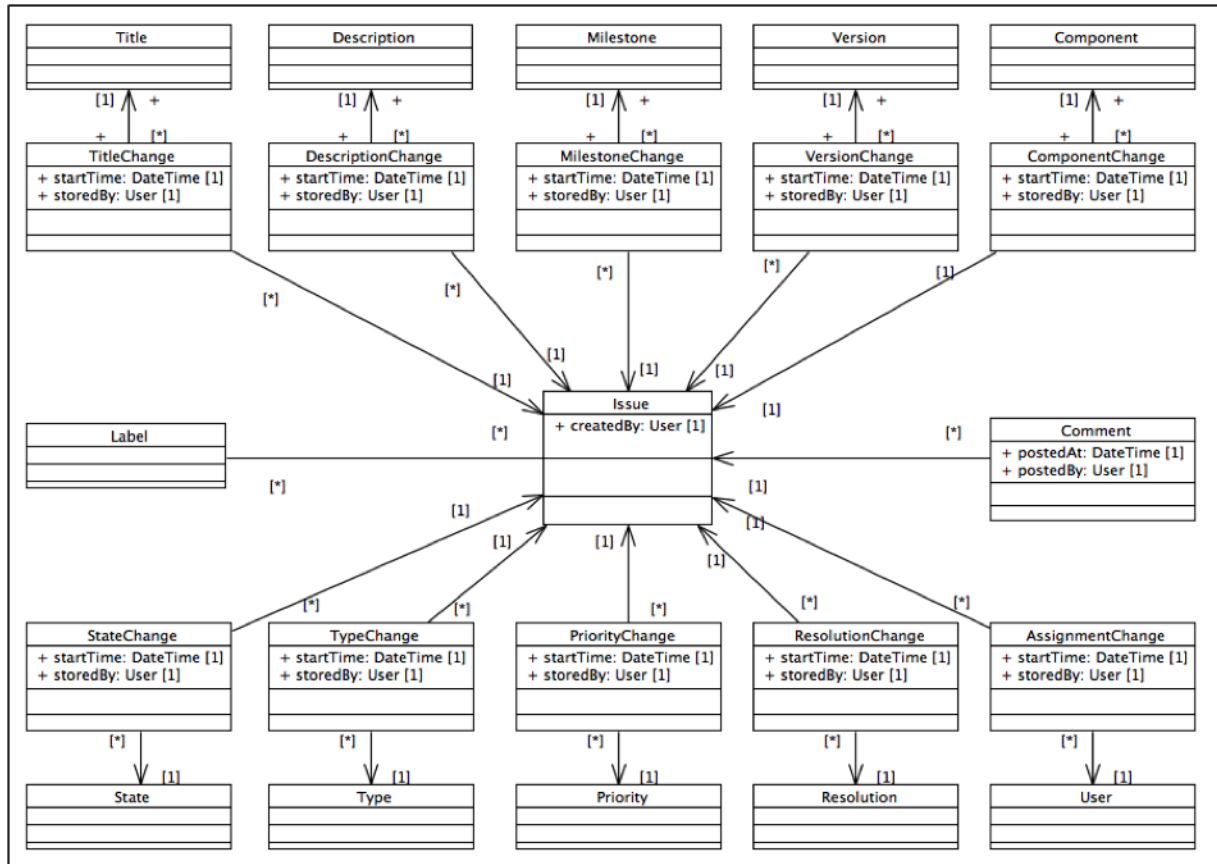 Title
Description
Milestone
Version
Component
[1] +
[1] +
[1] +
[1] +
[1] +
+ [*]
+ [*]
+ [*]
+ [*]
+ [*]
TitleChange
+ startTime: DateTime [1]
+ storedBy: User [1]
DescriptionChange
+ startTime: DateTime [1]
+ storedBy: User [1]
MilestoneChange
+ startTime: DateTime [1]
+ storedBy: User [1]
VersionChange
+ startTime: DateTime [1]
+ storedBy: User [1]
ComponentChange
+ startTime: DateTime [1]
+ storedBy: User [1]
[*]
[*]
[*]
[*]
[1]
[1]
[1]
[1]
[1]
[1]
Issue
+ createdBy: User [1]
Label
[*]
[*]
[*]
[1]
Comment
+ postedAt: DateTime [1]
+ postedBy: User [1]
[1]
[1]
[1]
[1]
[1]
[*]
[*]
[*]
[*]
[*]
StateChange
+ startTime: DateTime [1]
+ storedBy: User [1]
TypeChange
+ startTime: DateTime [1]
+ storedBy: User [1]
PriorityChange
+ startTime: DateTime [1]
+ storedBy: User [1]
ResolutionChange
+ startTime: DateTime [1]
+ storedBy: User [1]
AssignmentChange
+ startTime: DateTime [1]
+ storedBy: User [1]
[*]
[*]
[*]
[*]
[*]
[1]
[1]
[1]
[1]
[1]
State
Type
Priority
Resolution
User